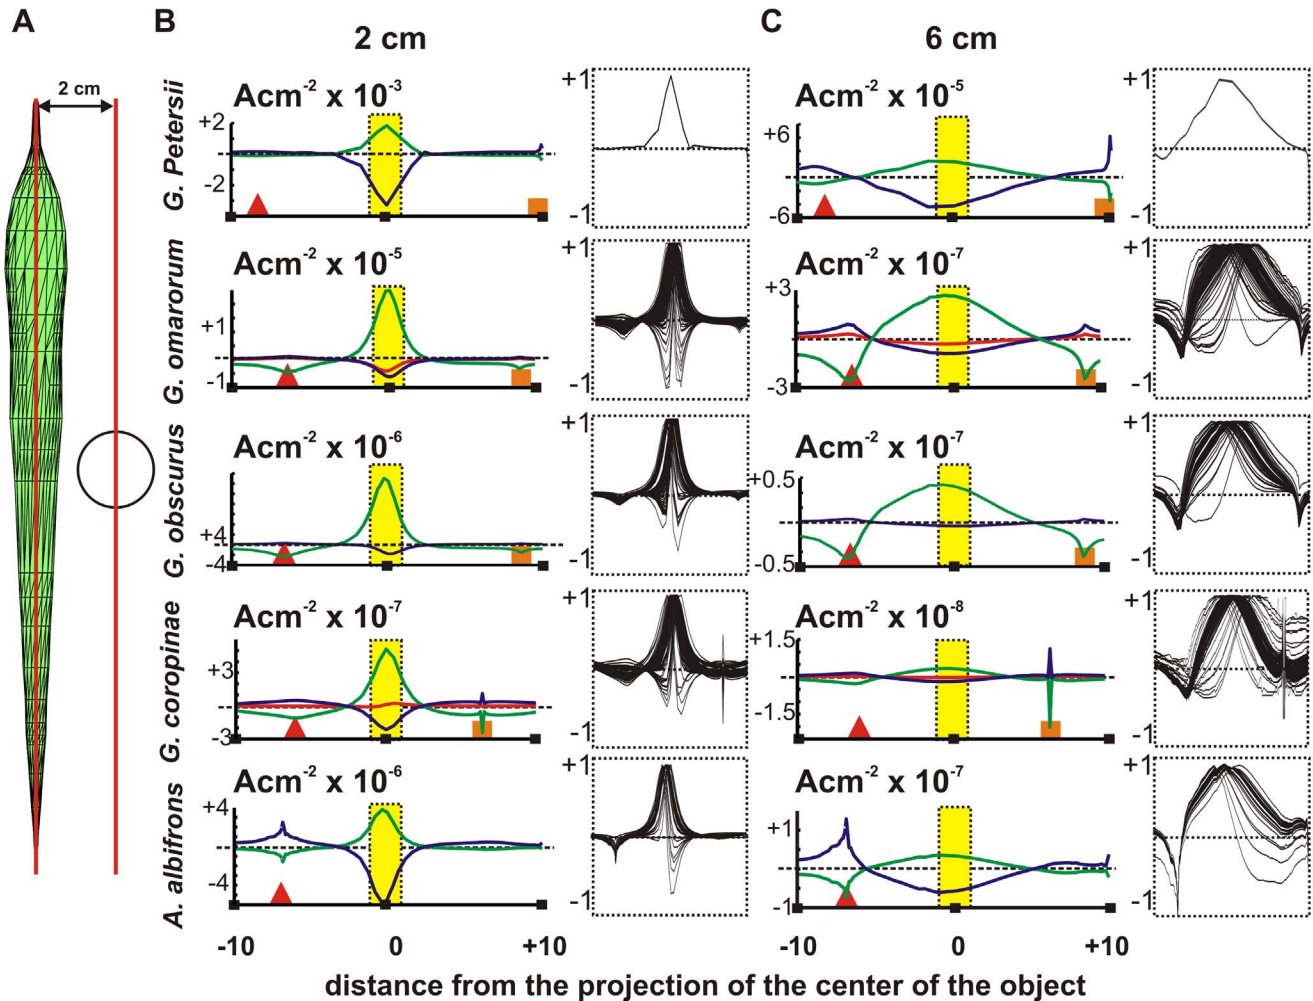 A
B
C
2 cm
6 cm
2 cm
G. Petersii
Acm-2 x 10-3
+2
-2
+1
-1
Acm-2 x 10-5
+6
-6
+1
-1
G. omarorum
Acm-2 x 10-5
+1
-1
+1
-1
Acm-2 x 10-7
+3
-3
+1
-1
G. obscurus
Acm-2 x 10-6
+4
-4
+1
-1
Acm-2 x 10-7
+0.5
-0.5
+1
-1
G. coropinae
Acm-2 x 10-7
+3
-3
+1
-1
Acm-2 x 10-8
+1.5
-1.5
+1
-1
A. albifrons
Acm-2 x 10-6
+4
-4
+1
-1
Acm-2 x 10-7
+1
-1
+1
-1
-10 0 +10
-10 0 +10
distance from the projection of the center of the object